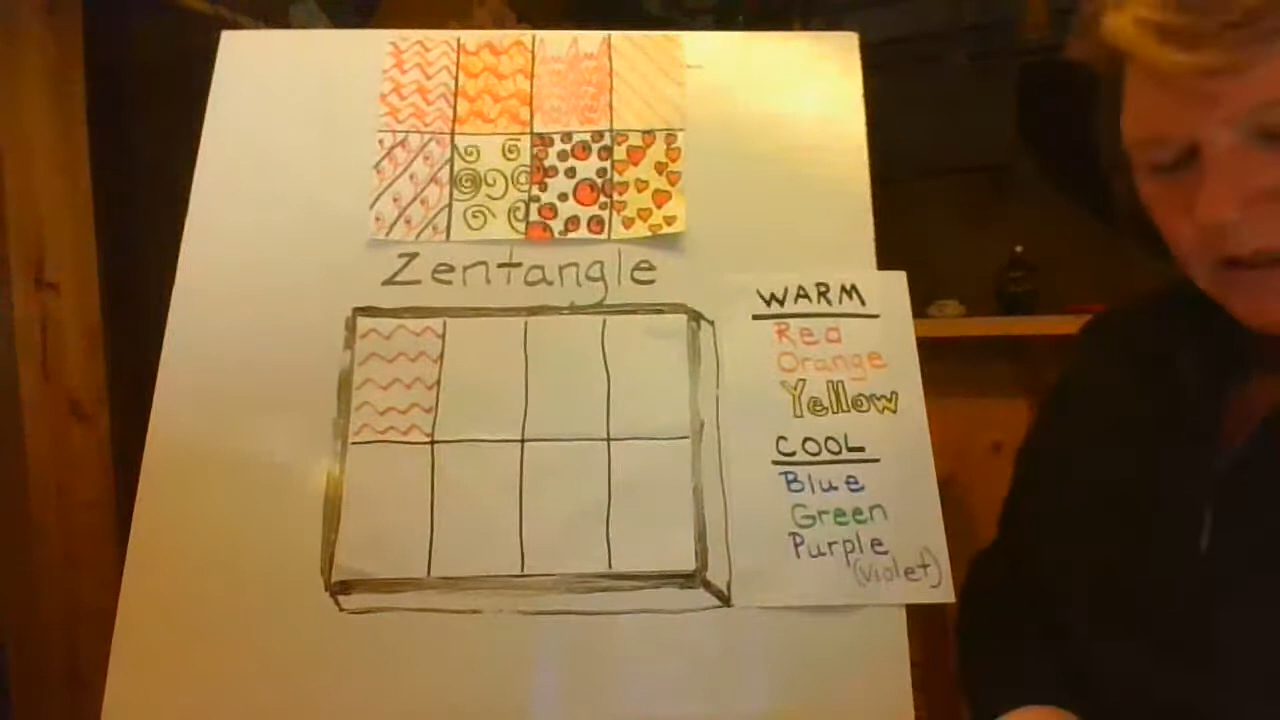 Zentangle
WARM
Red
Orange
Yellow
COOL
Blue
Green
Purple
(violet)